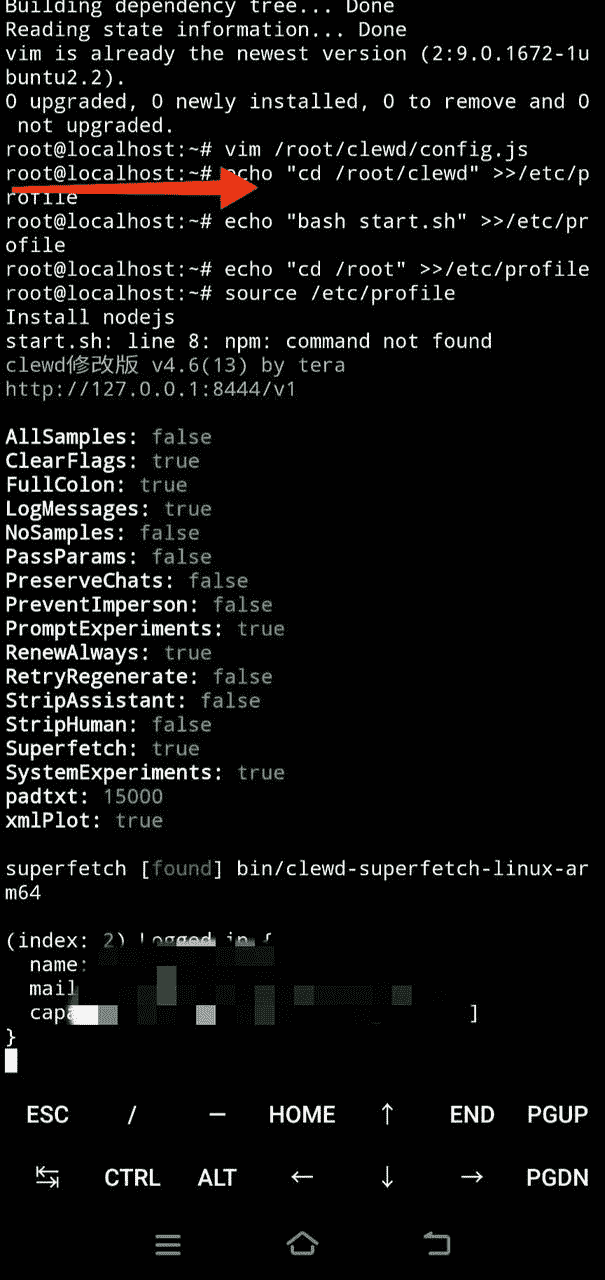 Building dependency tree... Done
Reading state information... Done
vim is already the newest version (2:9.0.1672-1u
buntu2.2).
0 upgraded, 0 newly installed, 0 to remove and 0
 not upgraded.
root@localhost:~# vim /root/clewd/config.js
root@localhost:~# echo "cd /root/clewd" >>/etc/p
rofile
root@localhost:~# echo "bash start.sh" >>/etc/pr
ofile
root@localhost:~# echo "cd /root" >>/etc/profile
root@localhost:~# source /etc/profile
Install nodejs
start.sh: line 8: npm: command not found
clewd修改版 v4.6(13) by tera
http://127.0.0.1:8444/v1
AllSamples: false
ClearFlags: true
FullColon: true
LogMessages: true
NoSamples: false
PassParams: false
PreserveChats: false
PreventImperson: false
PromptExperiments: true
RenewAlways: true
RetryRegenerate: false
StripAssistant: false
StripHuman: false
Superfetch: true
SystemExperiments: true
padtxt: 15000
xmlPlot: true
superfetch [found] bin/clewd-superfetch-linux-ar
m64
(index: 2) Logged in {
name:
mail
]
}
ESC / — HOME ↑ END PGUP
↹ CTRL ALT ← ↓ → PGDN